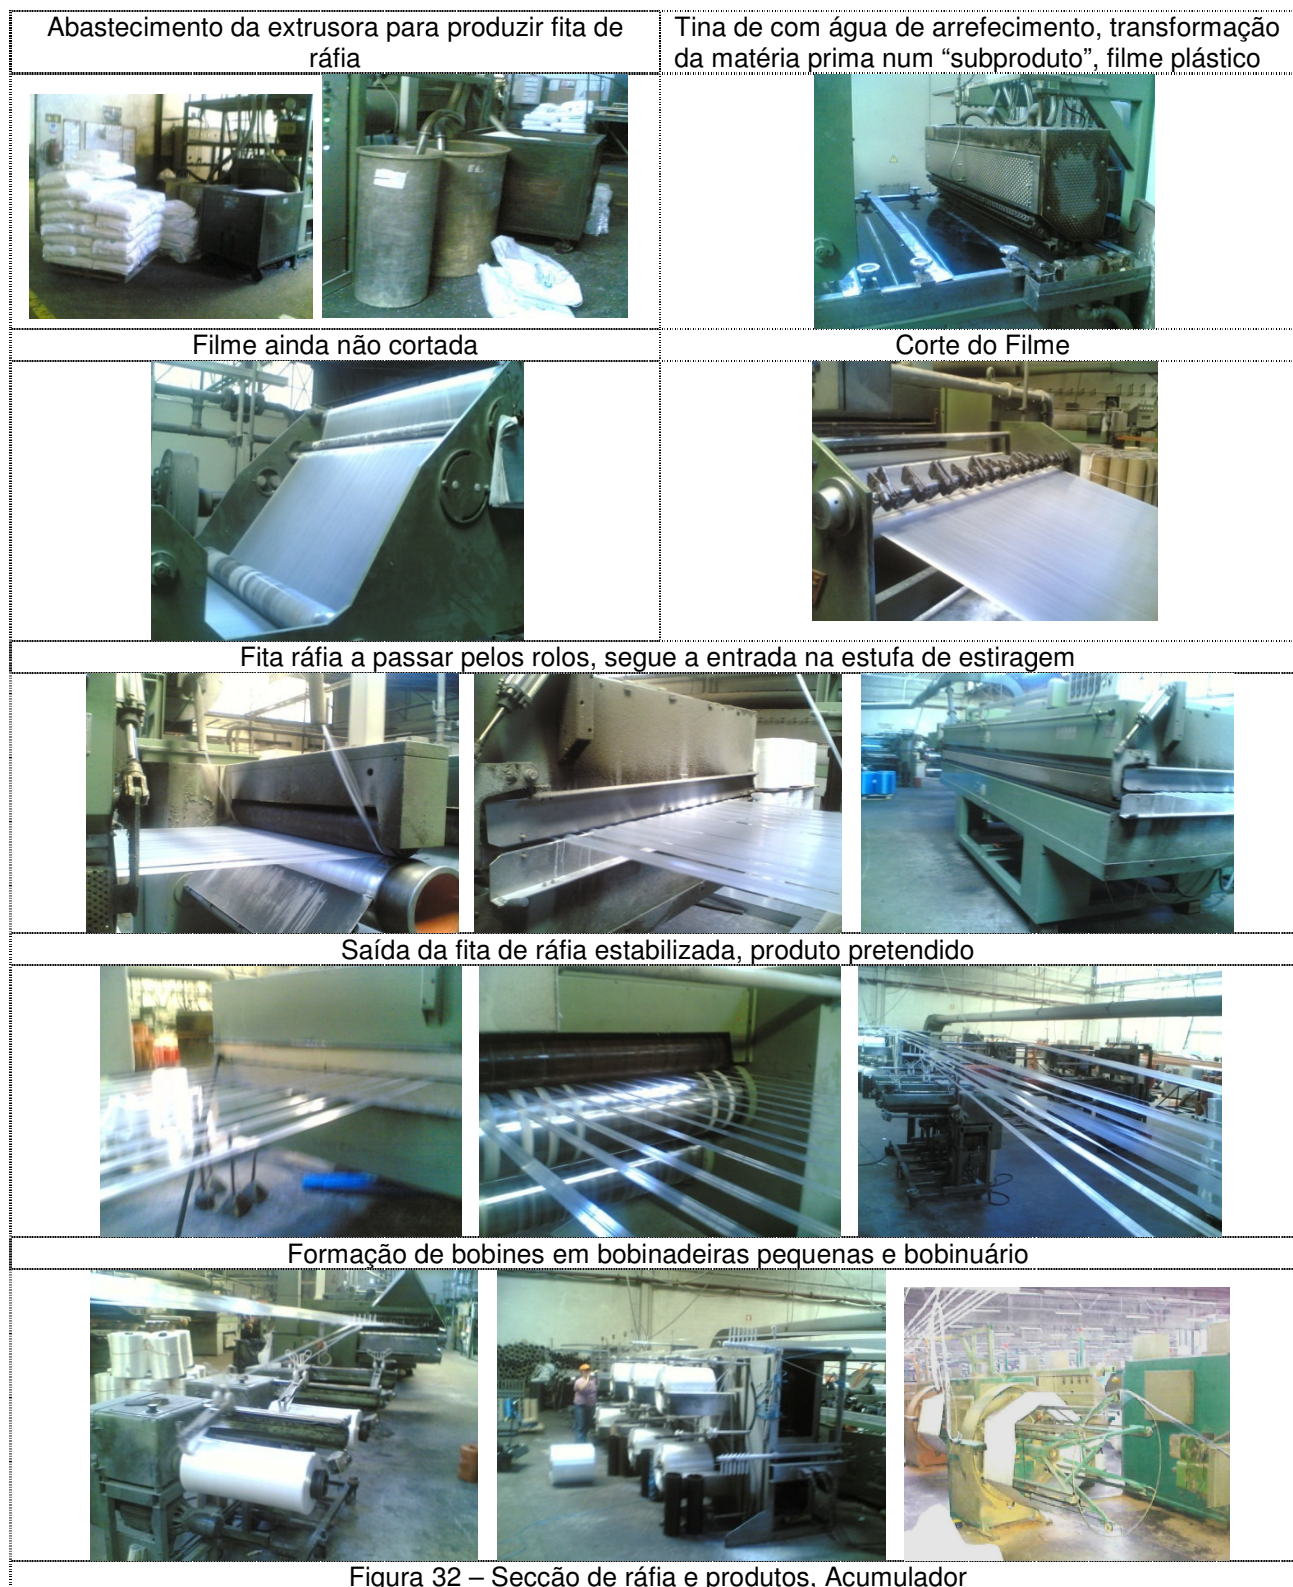 Abastecimento da extrusora para produzir fita de
ráfia
Tina de com água de arrefecimento, transformação
da matéria prima num “subproduto”, filme plástico
Filme ainda não cortada
Corte do Filme
Fita ráfia a passar pelos rolos, segue a entrada na estufa de estiragem
Saída da fita de ráfia estabilizada, produto pretendido
Formação de bobines em bobinadeiras pequenas e bobinuário
Figura 32 – Secção de ráfia e produtos, Acumulador